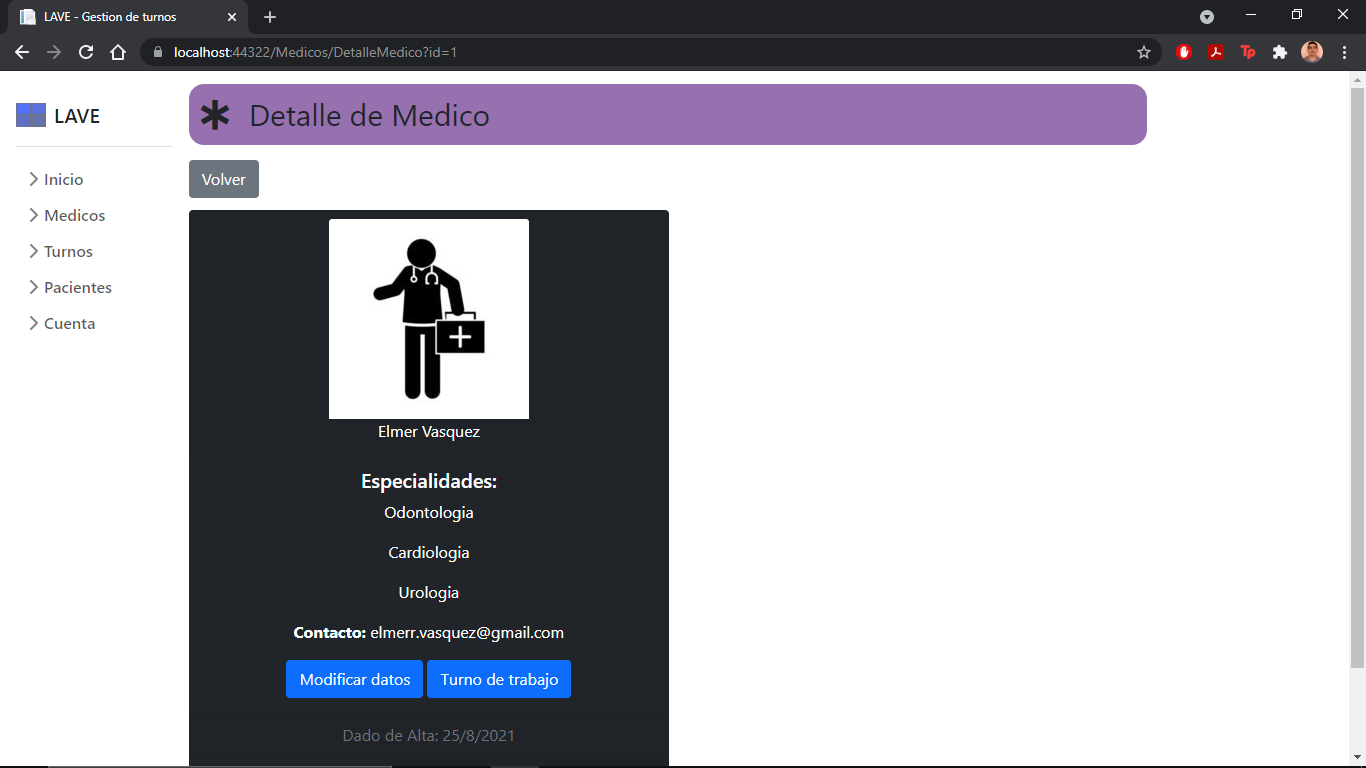 LAVE - Gestion de turnos
localhost:44322/Medicos/DetalleMedico?id=1
LAVE
Inicio
Medicos
Turnos
Pacientes
Cuenta
Detalle de Medico
Volver
Elmer Vasquez
Especialidades:
Odontologia
Cardiologia
Urologia
Contacto: elmerr.vasquez@gmail.com
Modificar datos
Turno de trabajo
Dado de Alta: 25/8/2021